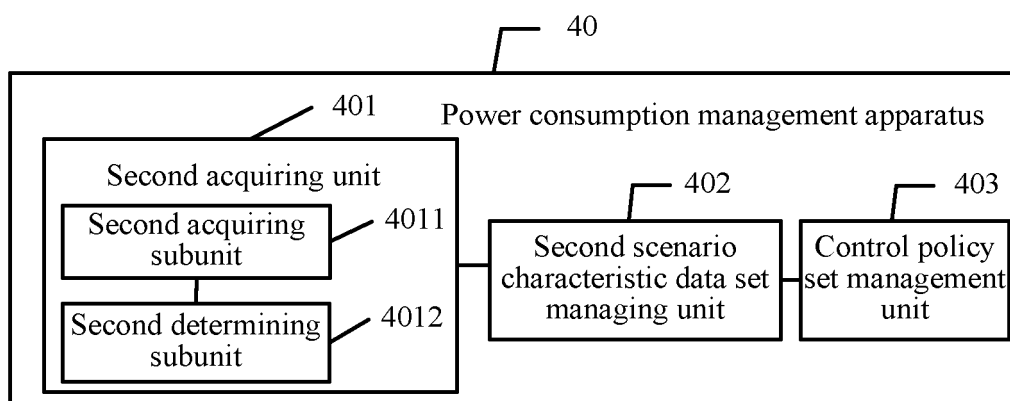 40
401
Power consumption management apparatus
Second acquiring unit
402
403
Second acquiring
subunit
4011
Second scenario
characteristic data set
managing unit
Control policy
set management
unit
Second determining
subunit
4012